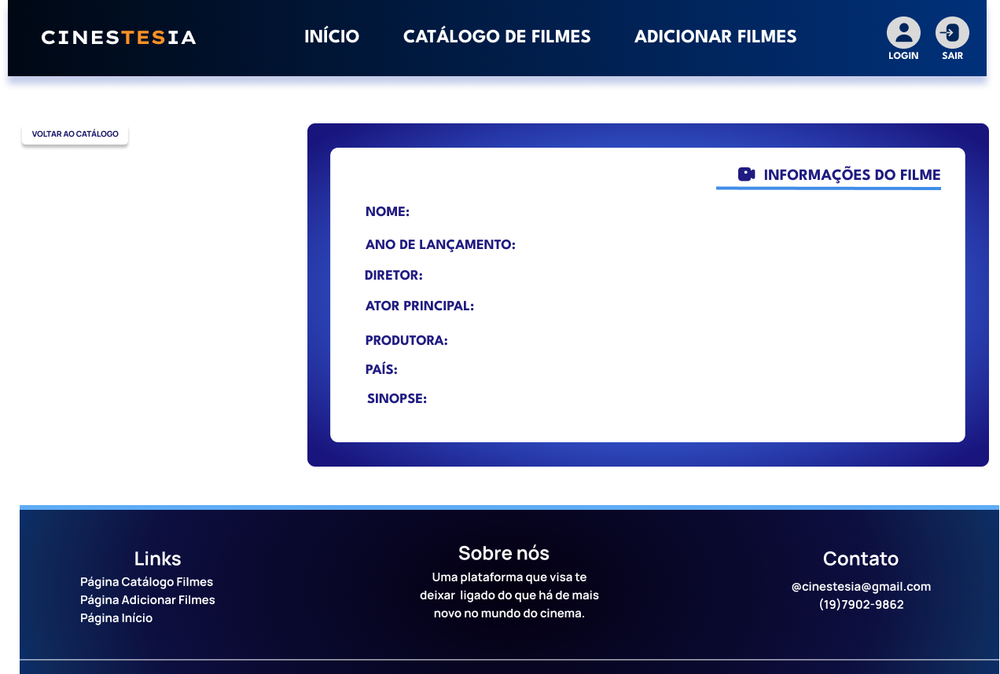 CINESTESIA
INÍCIO
CATÁLOGO DE FILMES
ADICIONAR FILMES
LOGIN
SAIR
VOLTAR AO CATÁLOGO
INFORMAÇÕES DO FILME
NOME:
ANO DE LANÇAMENTO:
DIRETOR:
ATOR PRINCIPAL:
PRODUTORA:
PAÍS:
SINOPSE:
Links
Página Catálogo Filmes
Página Adicionar Filmes
Página Início
Sobre nós
Uma plataforma que visa te
deixar ligado do que há de mais
novo no mundo do cinema.
Contato
@cinestesia@gmail.com
(19)7902-9862